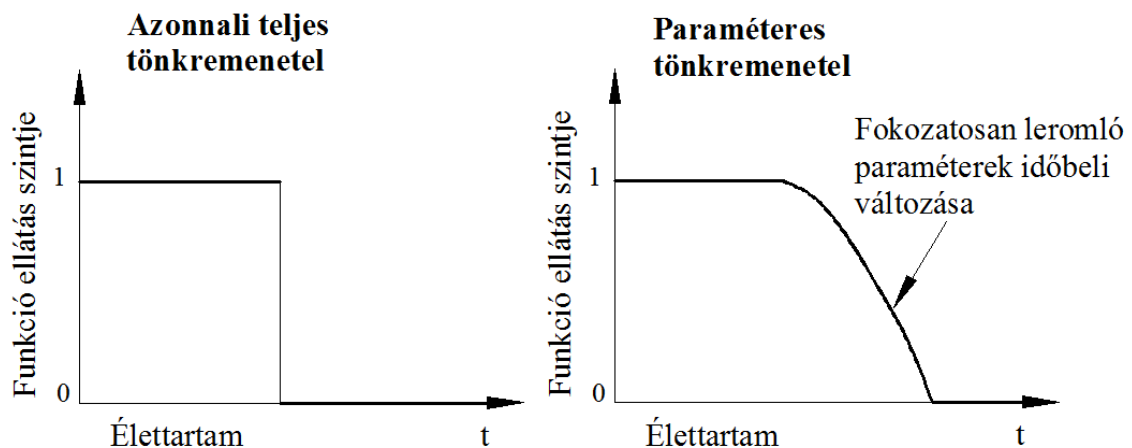 Azonnali teljes
tönkremenetel
Funkció ellátás szintje
1
0
Élettartam
t
Paraméteres
tönkremenetel
Funkció ellátás szintje
1
0
Fokozatosan leromló
paraméterek időbeli
változása
Élettartam
t